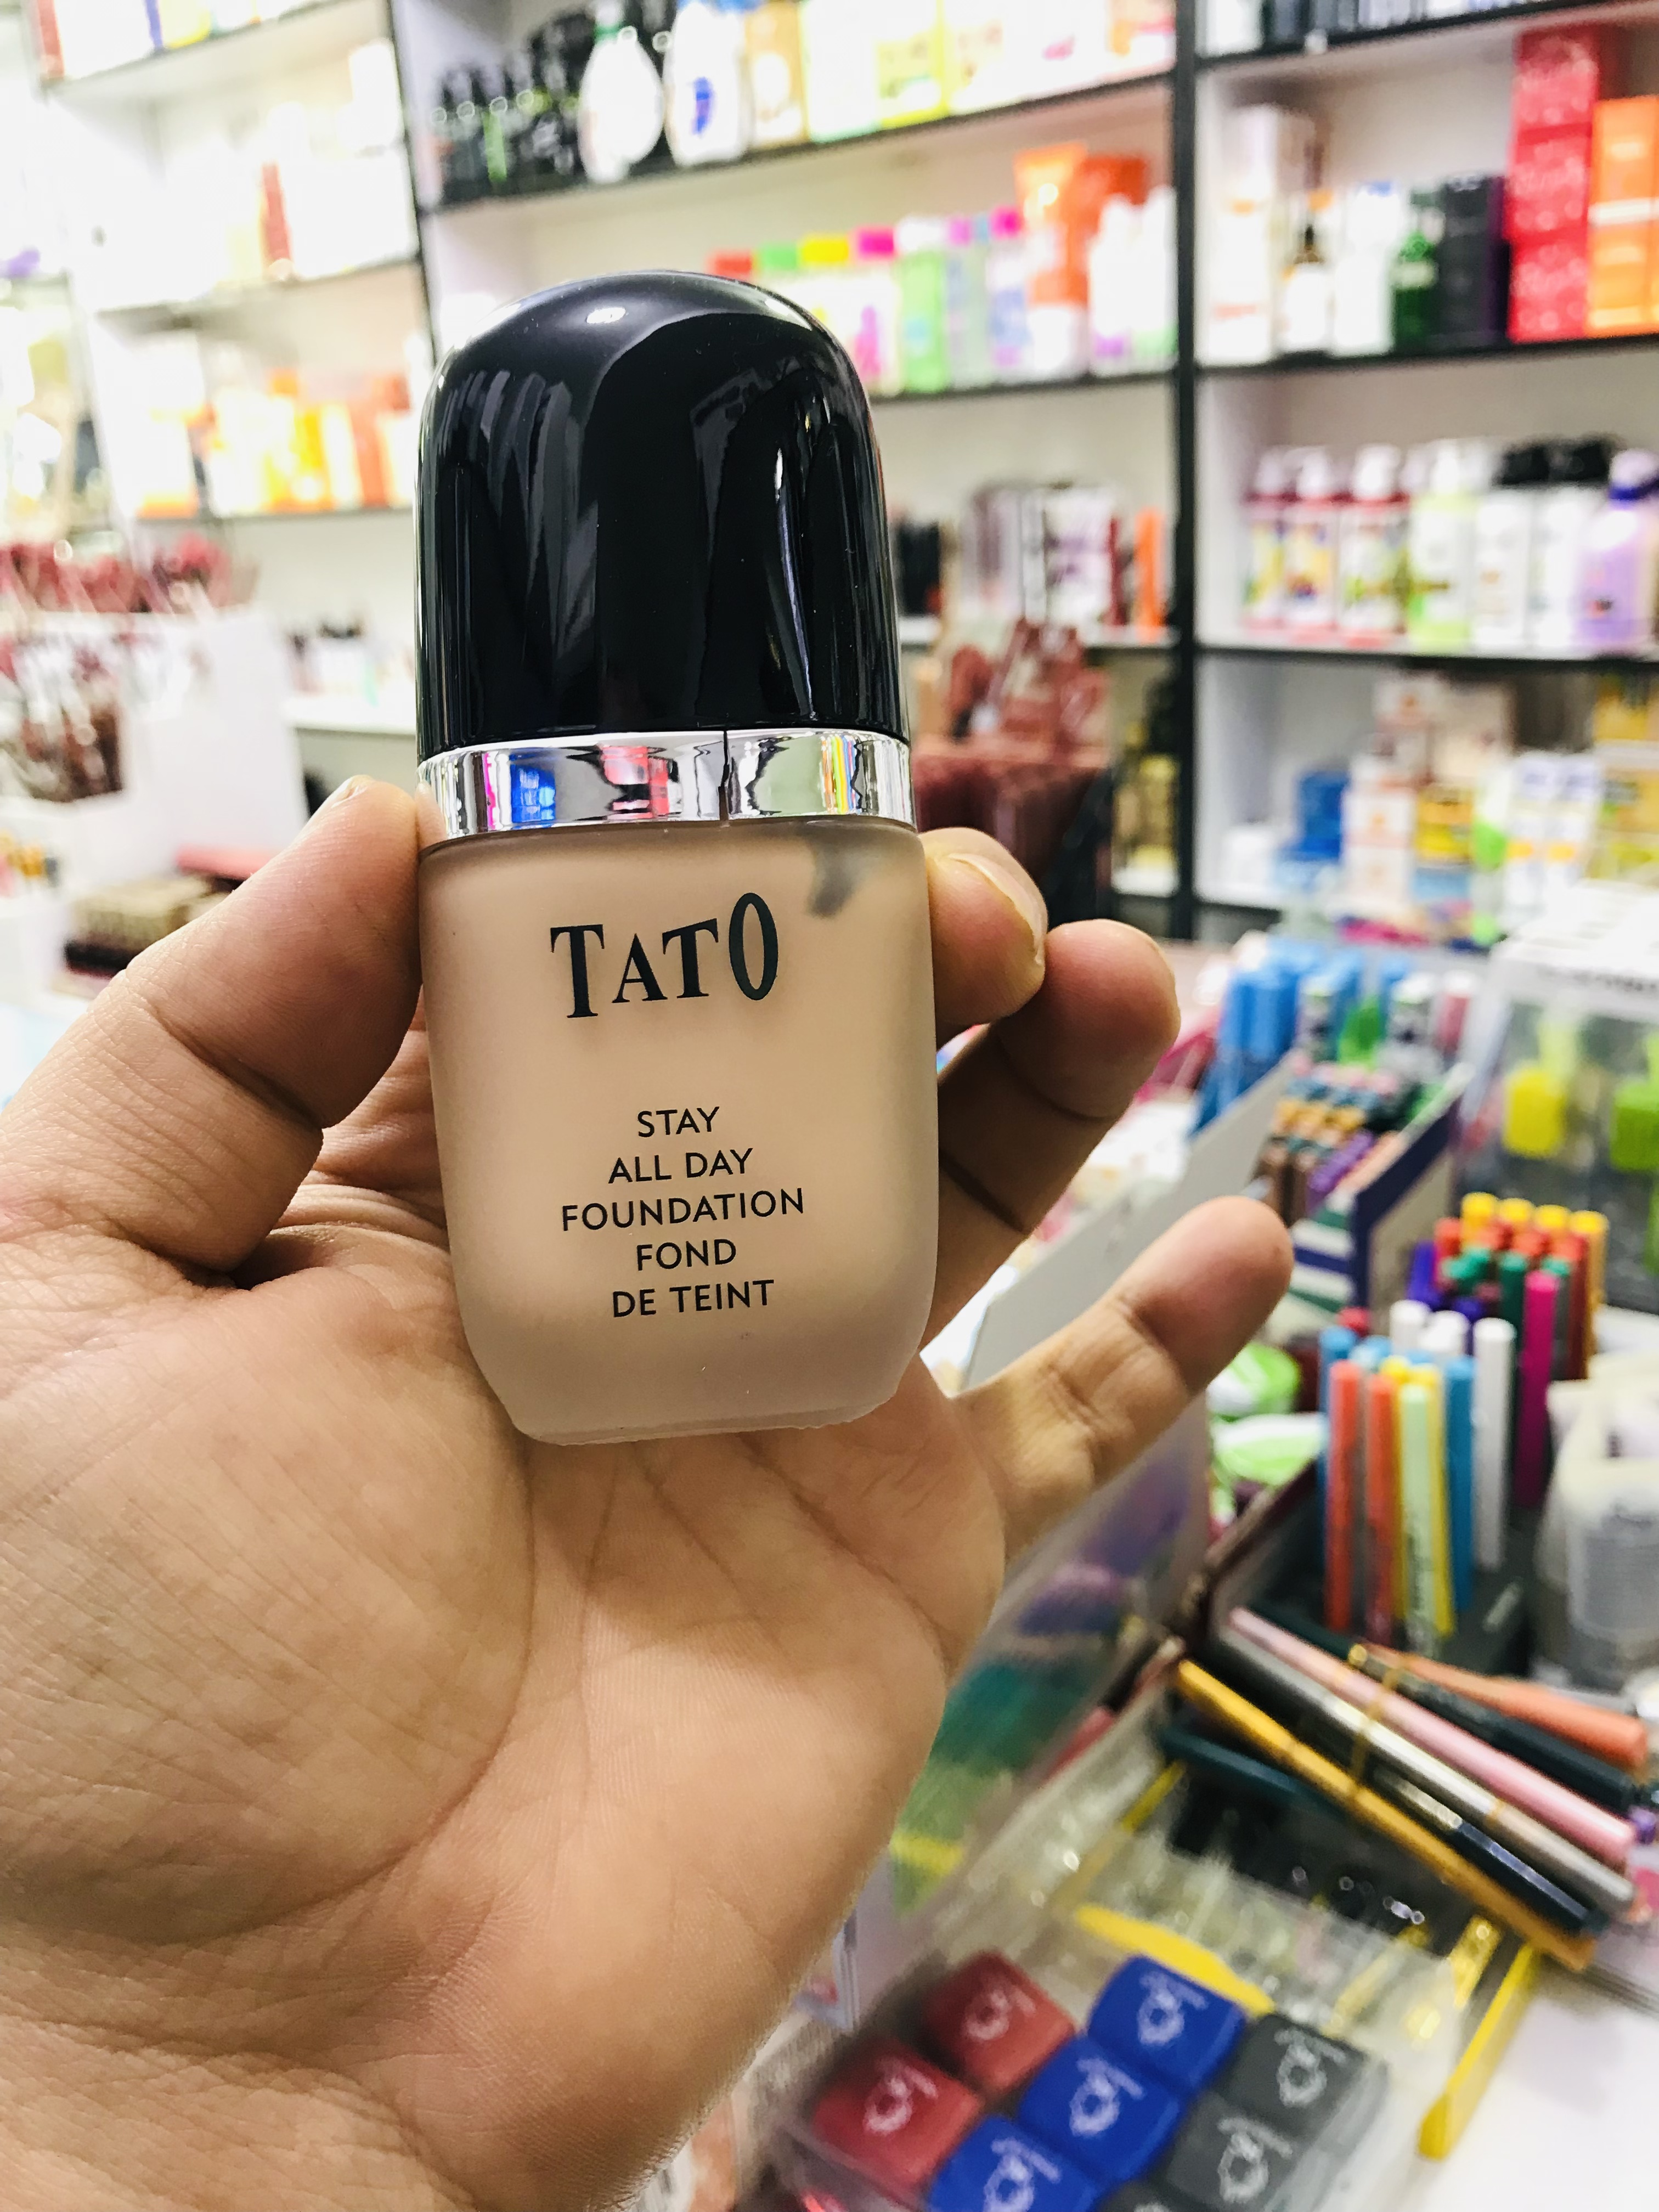 TATO
STAY
ALL DAY
FOUNDATION
FOND
DE TEINT